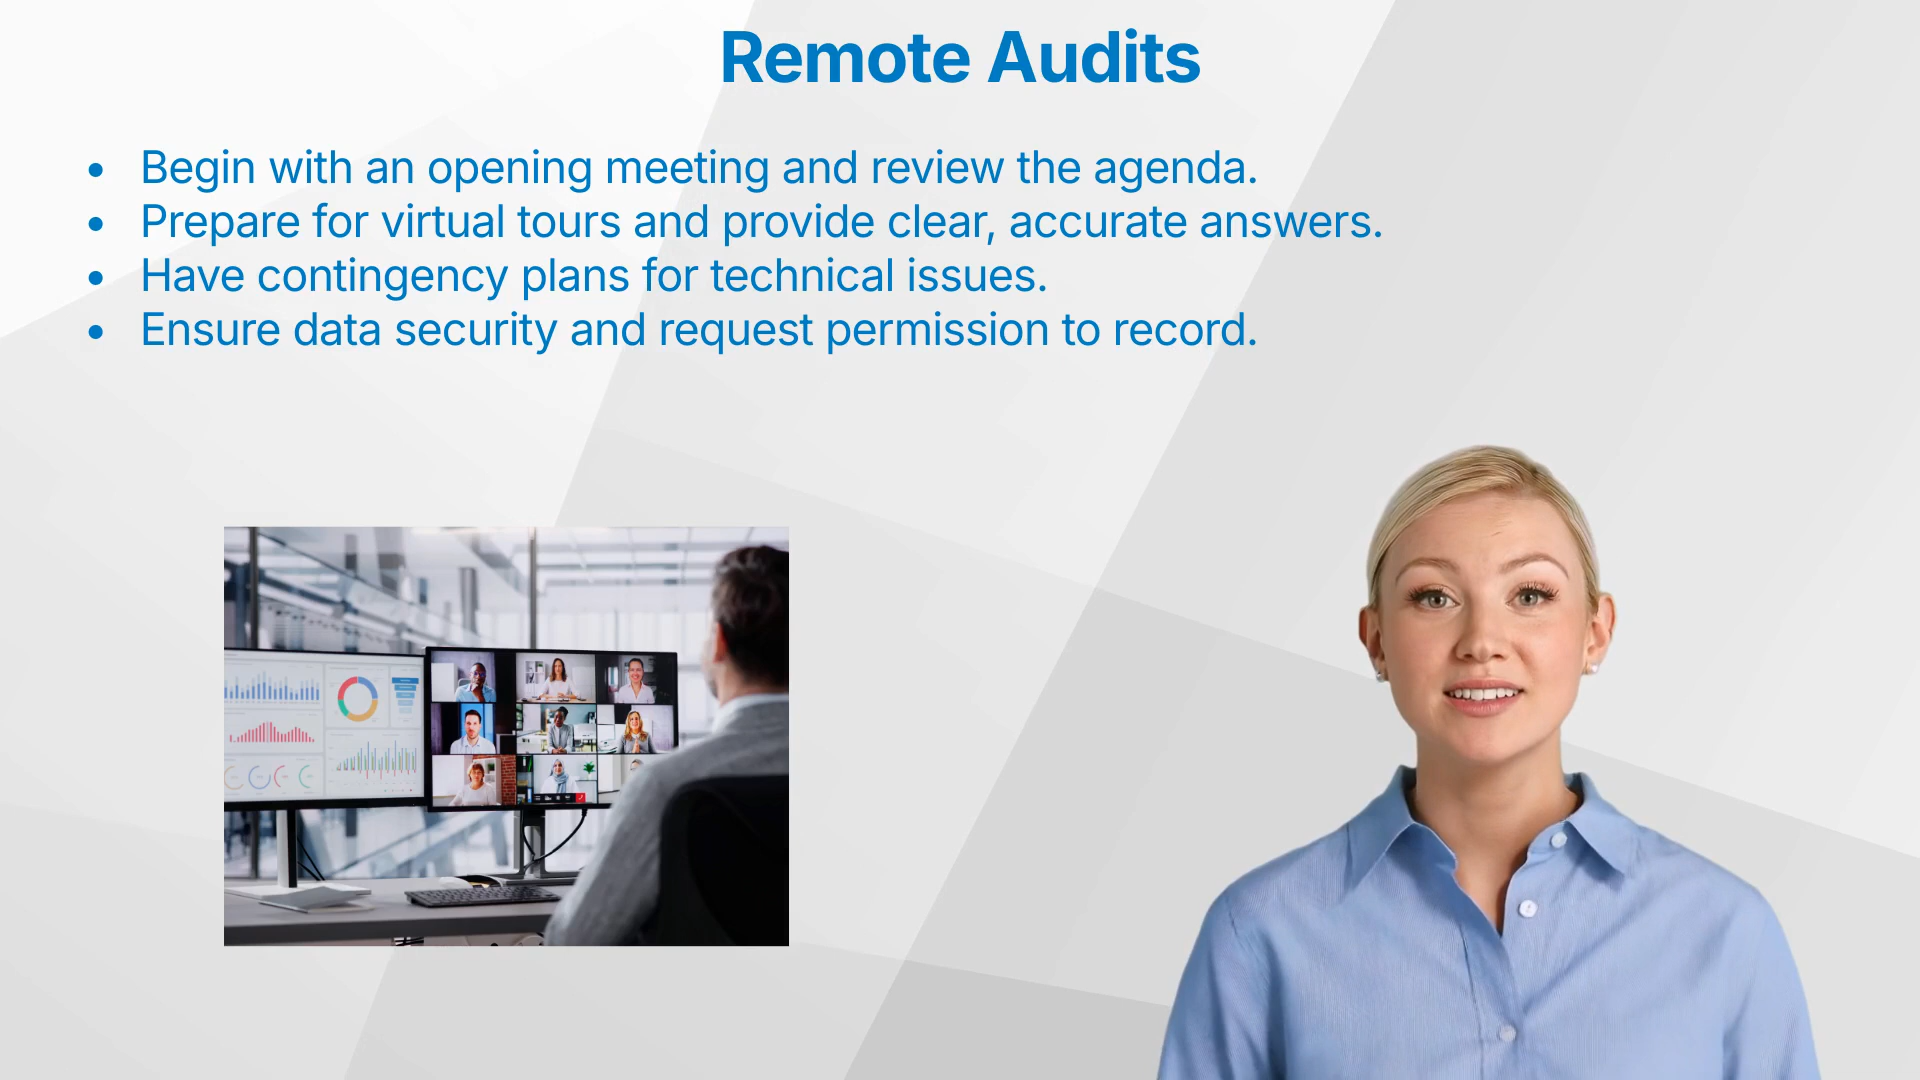 Remote Audits
• Begin with an opening meeting and review the agenda.
• Prepare for virtual tours and provide clear, accurate answers.
• Have contingency plans for technical issues.
• Ensure data security and request permission to record.